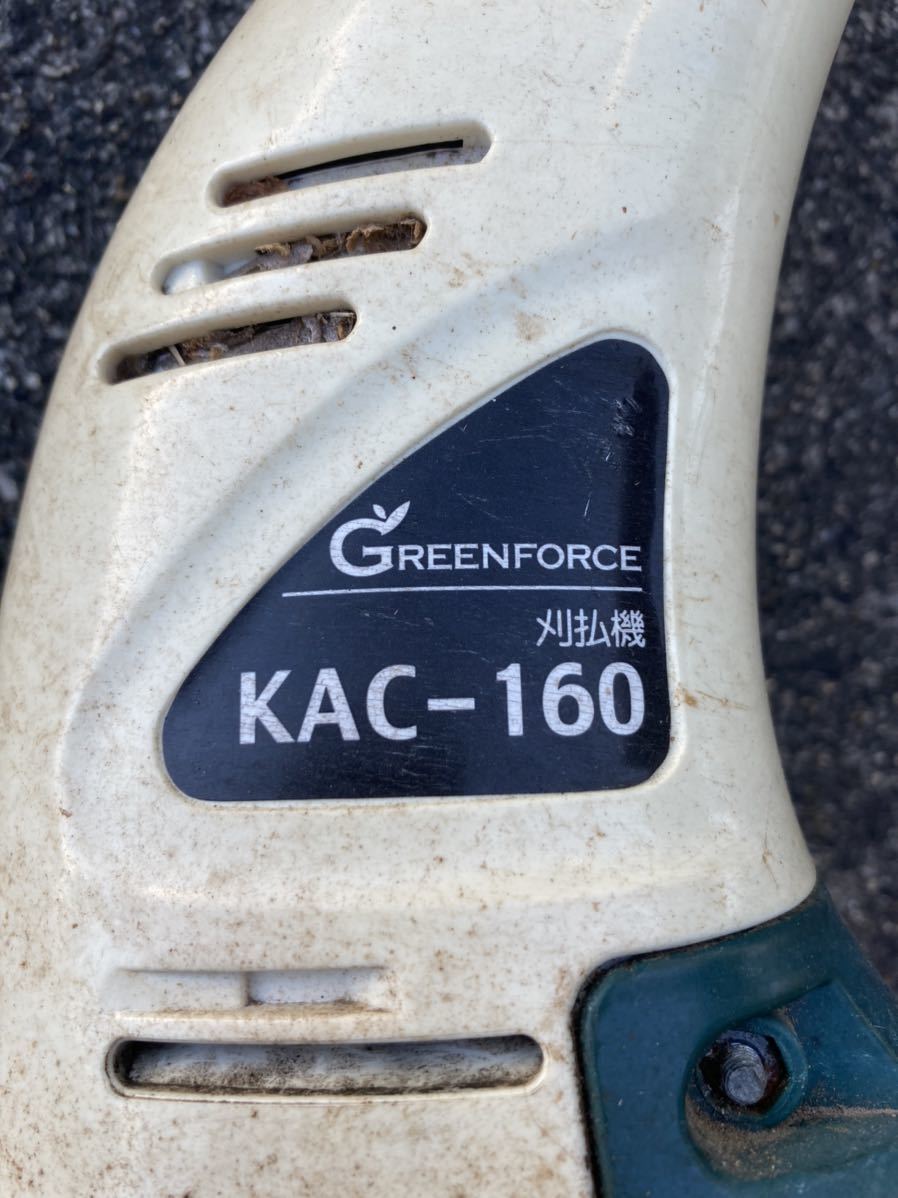 GREENFORCE
刈払機
KAC-160